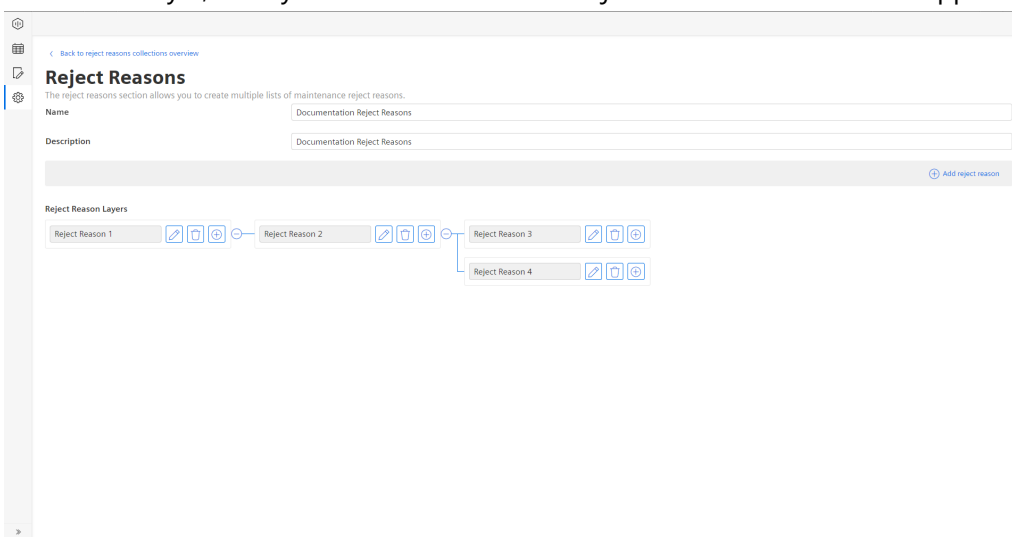 Back to reject reasons collections overview
Reject Reasons
The reject reasons section allows you to create multiple lists of maintenance reject reasons.
Name
Documentation Reject Reasons
Description
Documentation Reject Reasons
Add reject reason
Reject Reason Layers
Reject Reason 1
Reject Reason 2
Reject Reason 3
Reject Reason 4